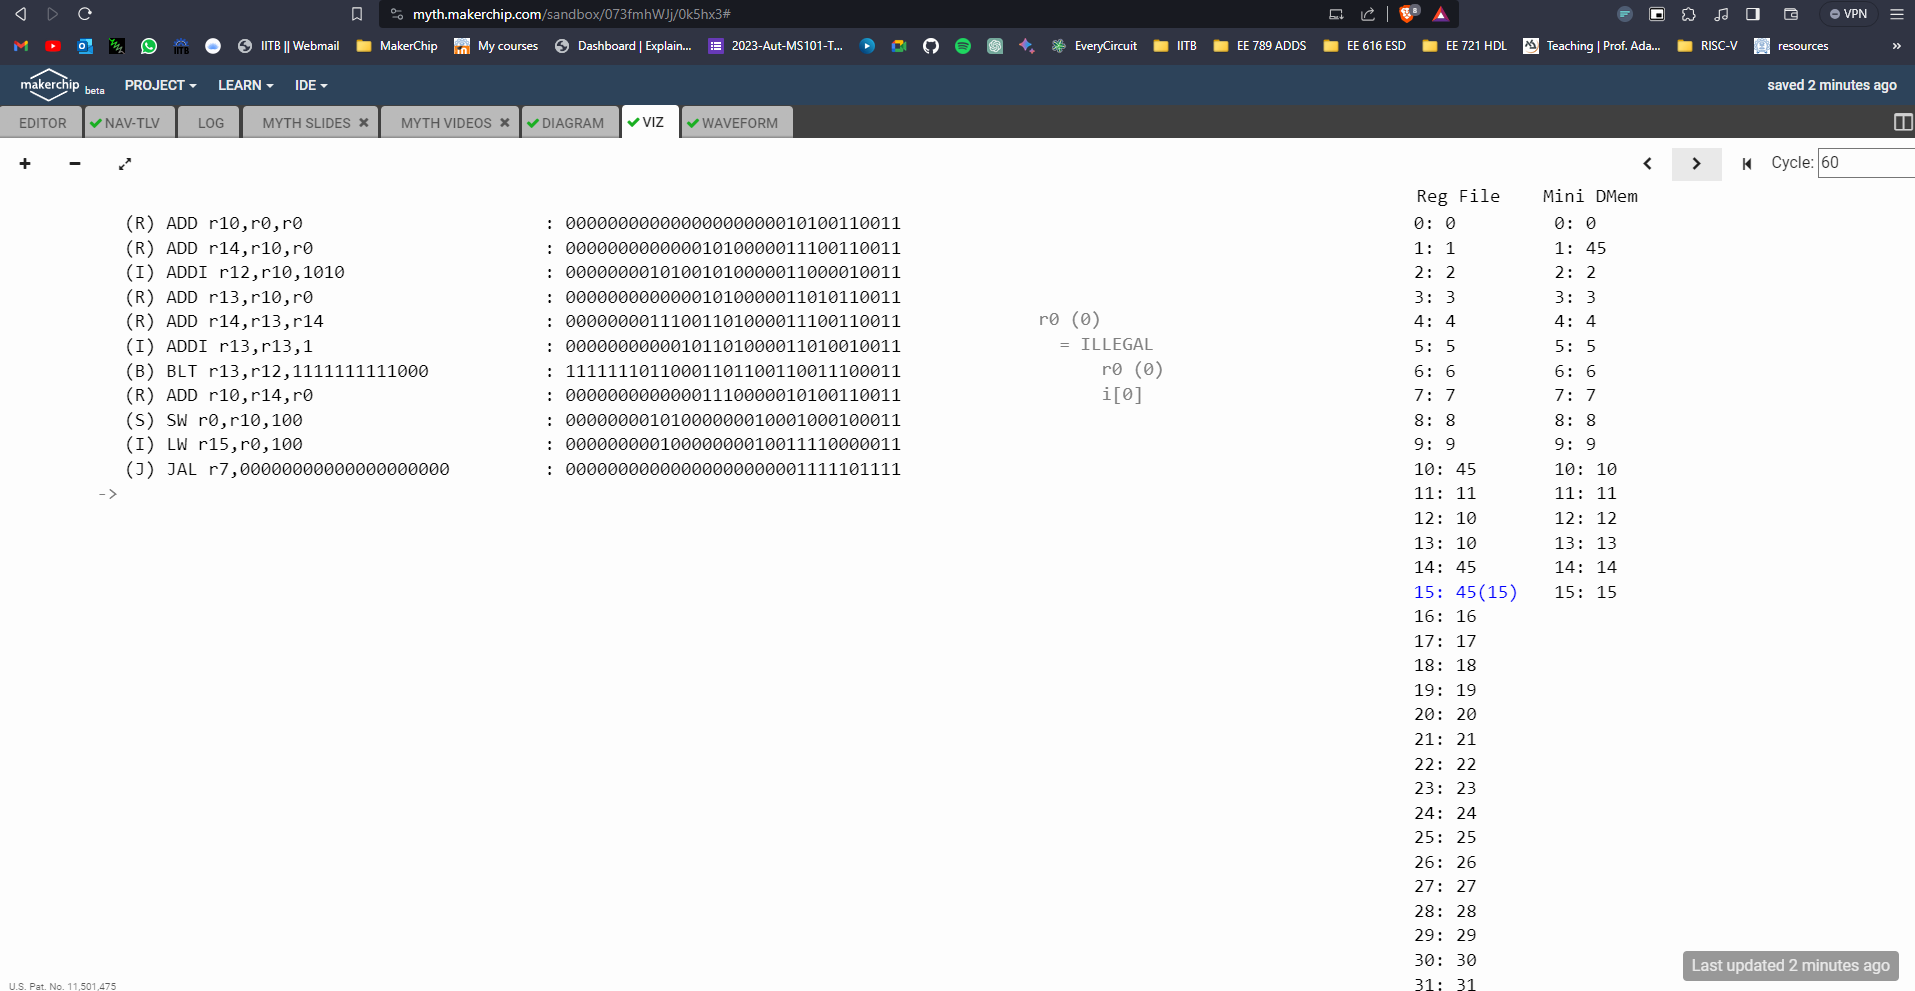 myth.makerchip.com/sandbox/073fmhWJj/0k5hx3#
8
VPN
IITB || Webmail
MakerChip
My courses
Dashboard | Explain...
2023-Aut-MS101-T...
EveryCircuit
IITB
EE 789 ADDS
EE 616 ESD
EE 721 HDL
Teaching | Prof. Ada...
RISC-V
resources
»
makerchip beta
PROJECT
LEARN
IDE
saved 2 minutes ago
EDITOR
NAV-TLV
LOG
MYTH SLIDES
MYTH VIDEOS
DIAGRAM
VIZ
WAVEFORM
Cycle: 60
(R) ADD r10,r0,r0 : 00000000000000000000010100110011
(R) ADD r14,r10,r0 : 00000000000001010000011100110011
(I) ADDI r12,r10,1010 : 00000000101001010000011000010011
(R) ADD r13,r10,r0 : 00000000000001010000011010110011
(R) ADD r14,r13,r14 : 00000000111001101000011100110011
(I) ADDI r13,r13,1 : 00000000000101101000011010010011
(B) BLT r13,r12,1111111111000 : 11111110110001101100110011100011
(R) ADD r10,r14,r0 : 00000000000001110000010100110011
(S) SW r0,r10,100 : 00000000101000000010001000100011
(I) LW r15,r0,100 : 00000000010000000010011110000011
(J) JAL r7,00000000000000000000 : 00000000000000000000001111101111
->
r0 (0)
= ILLEGAL
r0 (0)
i[0]
Reg File
0: 0
1: 1
2: 2
3: 3
4: 4
5: 5
6: 6
7: 7
8: 8
9: 9
10: 45
11: 11
12: 10
13: 10
14: 45
15: 45(15)
16: 16
17: 17
18: 18
19: 19
20: 20
21: 21
22: 22
23: 23
24: 24
25: 25
26: 26
27: 27
28: 28
29: 29
30: 30
31: 31
Mini DMem
0: 0
1: 45
2: 2
3: 3
4: 4
5: 5
6: 6
7: 7
8: 8
9: 9
10: 10
11: 11
12: 12
13: 13
14: 14
15: 15
Last updated 2 minutes ago
U.S. Pat. No. 11,501,475